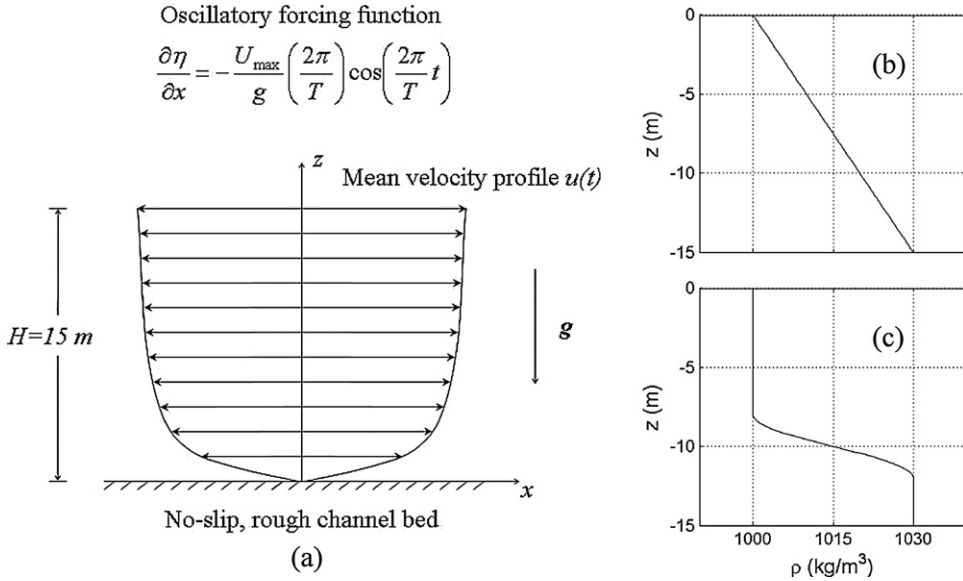 Oscillatory forcing function
∂η/∂x = −U_max/g (2π/T) cos(2π/T t)
z
Mean velocity profile u(t)
H=15 m
g
x
No-slip, rough channel bed
(a)
0
(b)
-5
z (m)
-10
-15
0
(c)
-5
z (m)
-10
-15
1000 1015 1030
ρ (kg/m³)